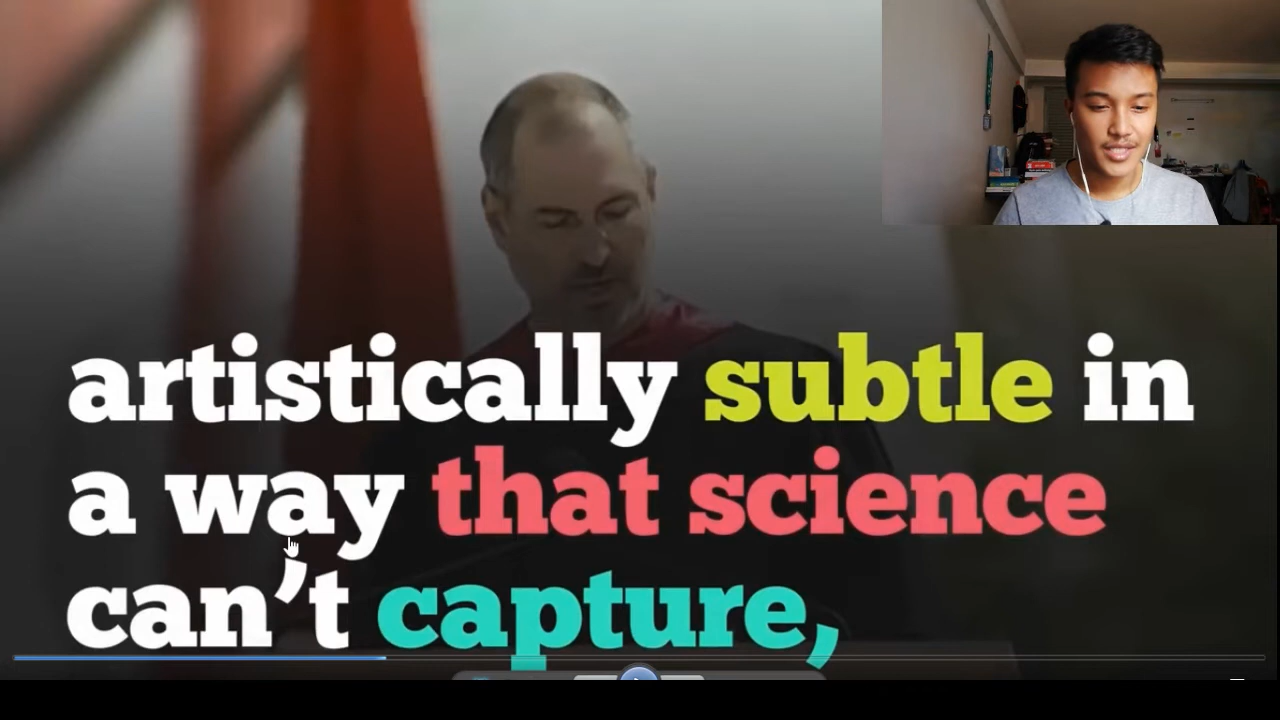 artistically subtle in
a way that science
can’t capture,